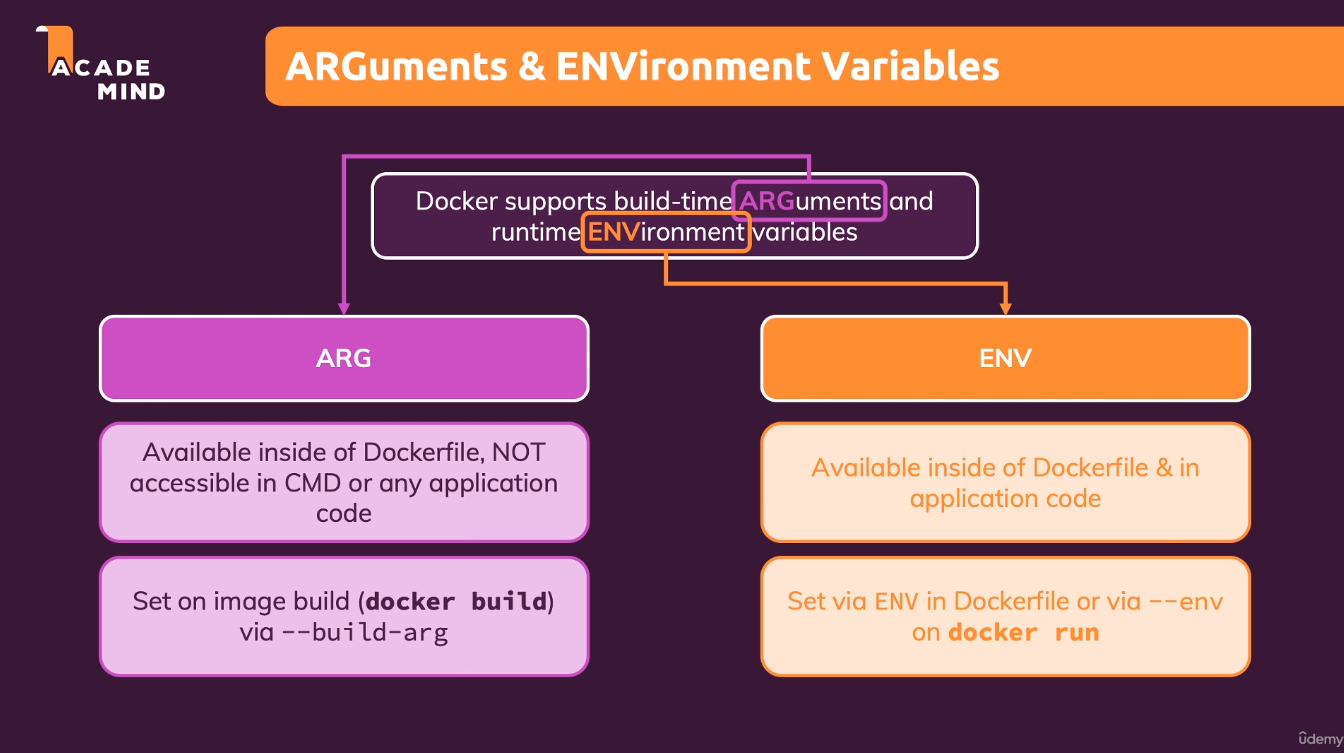 ACADE
MIND
ARGuments & ENVironment Variables
Docker supports build-time ARGuments and
runtime ENVironment variables
ARG
Available inside of Dockerfile, NOT
accessible in CMD or any application
code
Set on image build (docker build)
via --build-arg
ENV
Available inside of Dockerfile & in
application code
Set via ENV in Dockerfile or via --env
on docker run
udemy